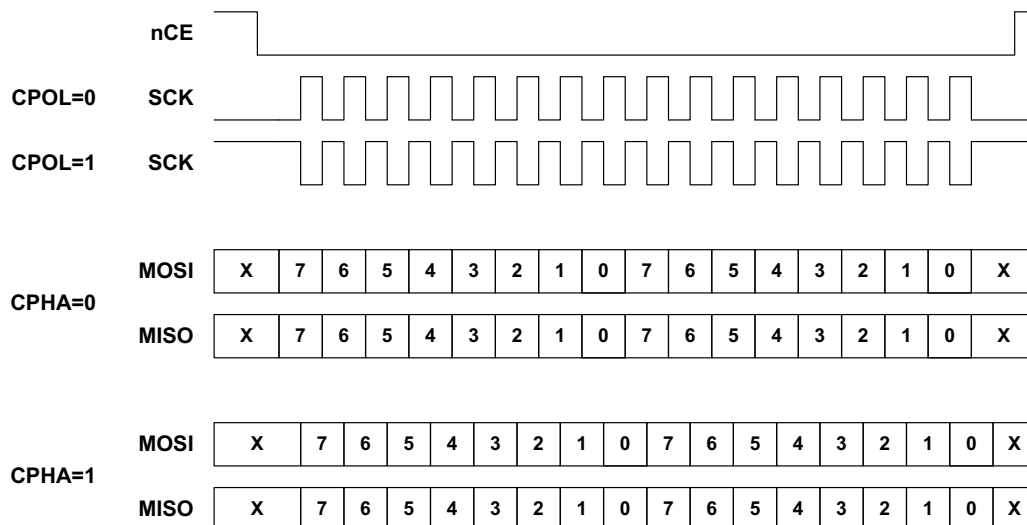 nCE
CPOL=0 SCK
CPOL=1 SCK
MOSI X 7 6 5 4 3 2 1 0 7 6 5 4 3 2 1 0 X
CPHA=0
MISO X 7 6 5 4 3 2 1 0 7 6 5 4 3 2 1 0 X
MOSI X 7 6 5 4 3 2 1 0 7 6 5 4 3 2 1 0 X
CPHA=1
MISO X 7 6 5 4 3 2 1 0 7 6 5 4 3 2 1 0 X